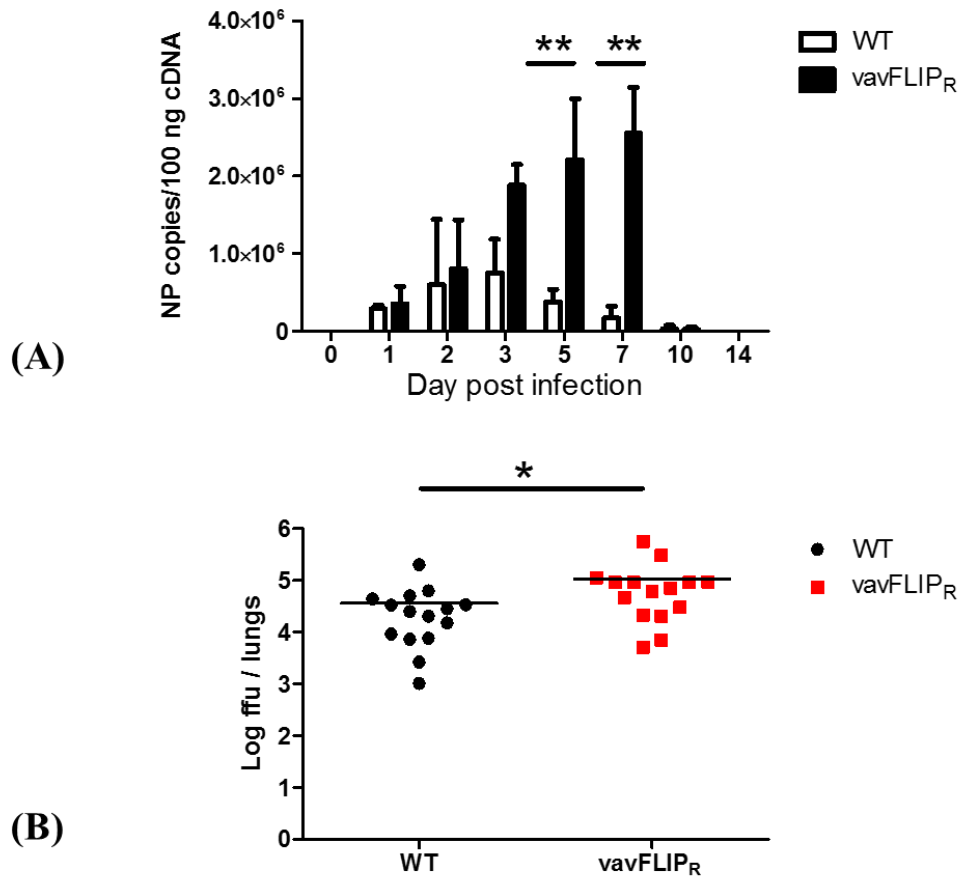 4.0×10⁶
3.0×10⁶
2.0×10⁶
1.0×10⁶
0
NP copies/100 ng cDNA
** **
WT
vavFLIP_R
0 1 2 3 5 7 10 14
Day post infection
(A)
*
6
5
4
3
2
1
0
Log ffu / lungs
WT
vavFLIP_R
WT vavFLIP_R
(B)